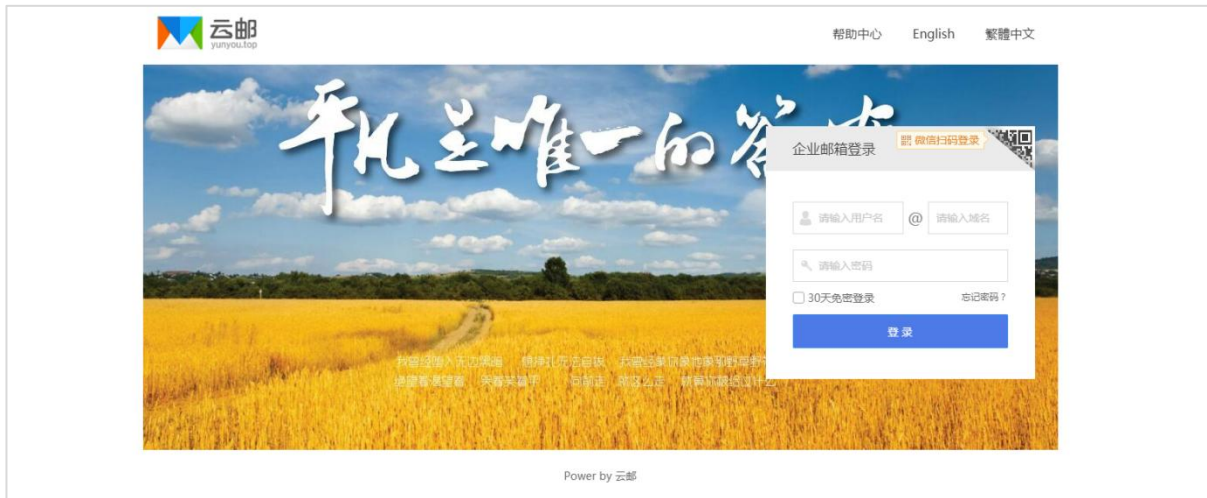 云邮
yunyou.top
帮助中心 English 繁體中文
平凡是唯一的答
企业邮箱登录
微信扫码登录
请输入用户名 @ 请输入域名
请输入密码
30天免密登录 忘记密码？
登录
Power by 云邮